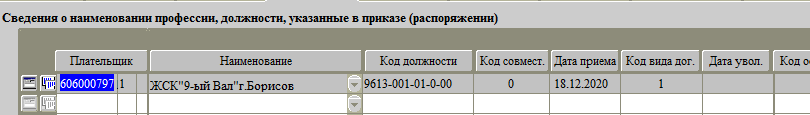 Сведения о наименовании профессии, должности, указанные в приказе (распоряжении)
Плательщик Наименование Код должности Код совмест. Дата приема Код вида дог. Дата увол. Код ос
606000797 1 ЖСК"9-ый Вал"г.Борисов 9613-001-01-0-00 0 18.12.2020 1